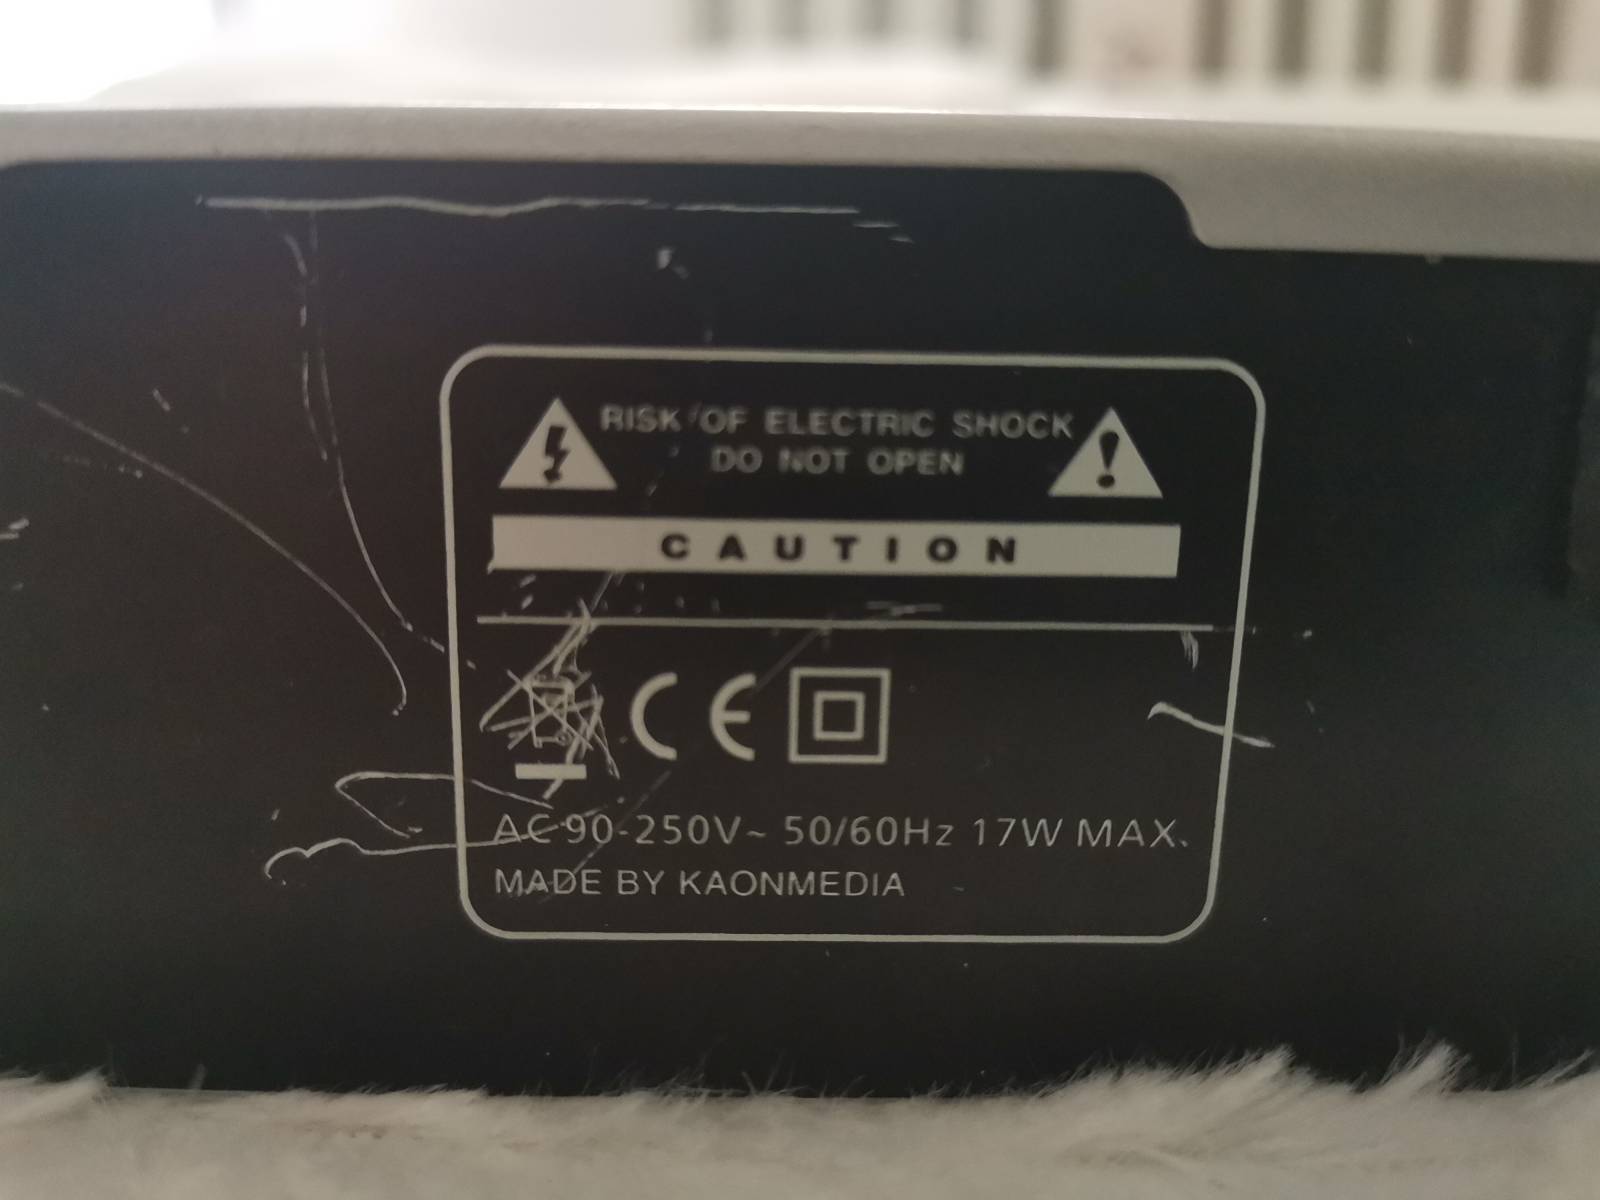 RISK OF ELECTRIC SHOCK
DO NOT OPEN
CAUTION
CE
AC 90-250V~ 50/60Hz 17W MAX.
MADE BY KAONMEDIA